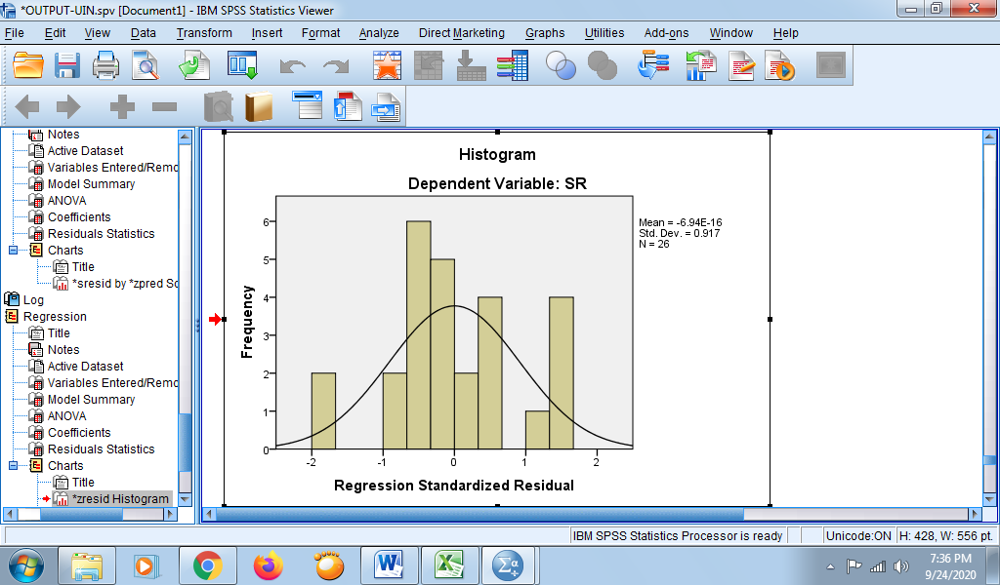 *OUTPUT-UIN.spv [Document1] - IBM SPSS Statistics Viewer
File Edit View Data Transform Insert Format Analyze Direct Marketing Graphs Utilities Add-ons Window Help
Notes
Active Dataset
Variables Entered/Remo
Model Summary
ANOVA
Coefficients
Residuals Statistics
Charts
Title
*sresid by *zpred Sc
Log
Regression
Title
Notes
Active Dataset
Variables Entered/Remo
Model Summary
ANOVA
Coefficients
Residuals Statistics
Charts
Title
*zresid Histogram
Histogram
Dependent Variable: SR
Mean = -6.94E-16
Std. Dev. = 0.917
N = 26
Frequency
6
5
4
3
2
1
0
-2 -1 0 1 2
Regression Standardized Residual
IBM SPSS Statistics Processor is ready Unicode:ON H: 428, W: 556 pt.
7:36 PM
9/24/2020